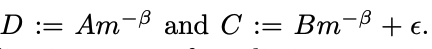 D := Am^{−β} and C := Bm^{−β} + ϵ.